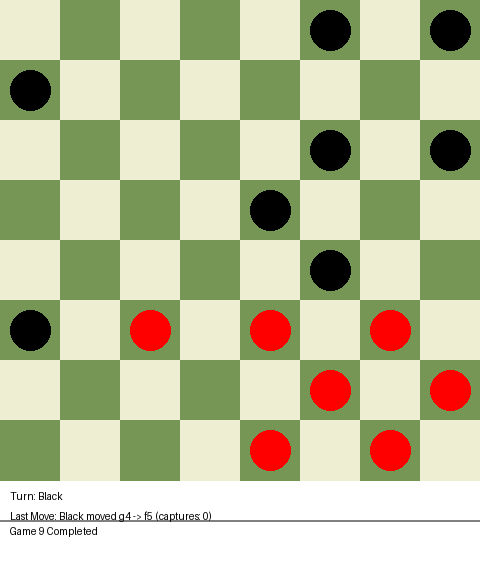 Turn: Black
Last Move: Black moved g4 -> f5 (captures: 0)
Game 9 Completed